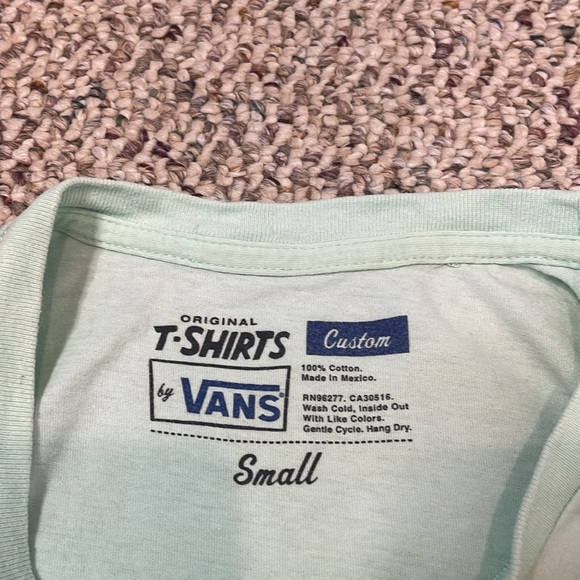 ORIGINAL
T-SHIRTS
by VANS
Custom
100% Cotton.
Made in Mexico.
RN96277. CA30516.
Wash Cold, Inside Out
With Like Colors.
Gentle Cycle. Hang Dry.
Small